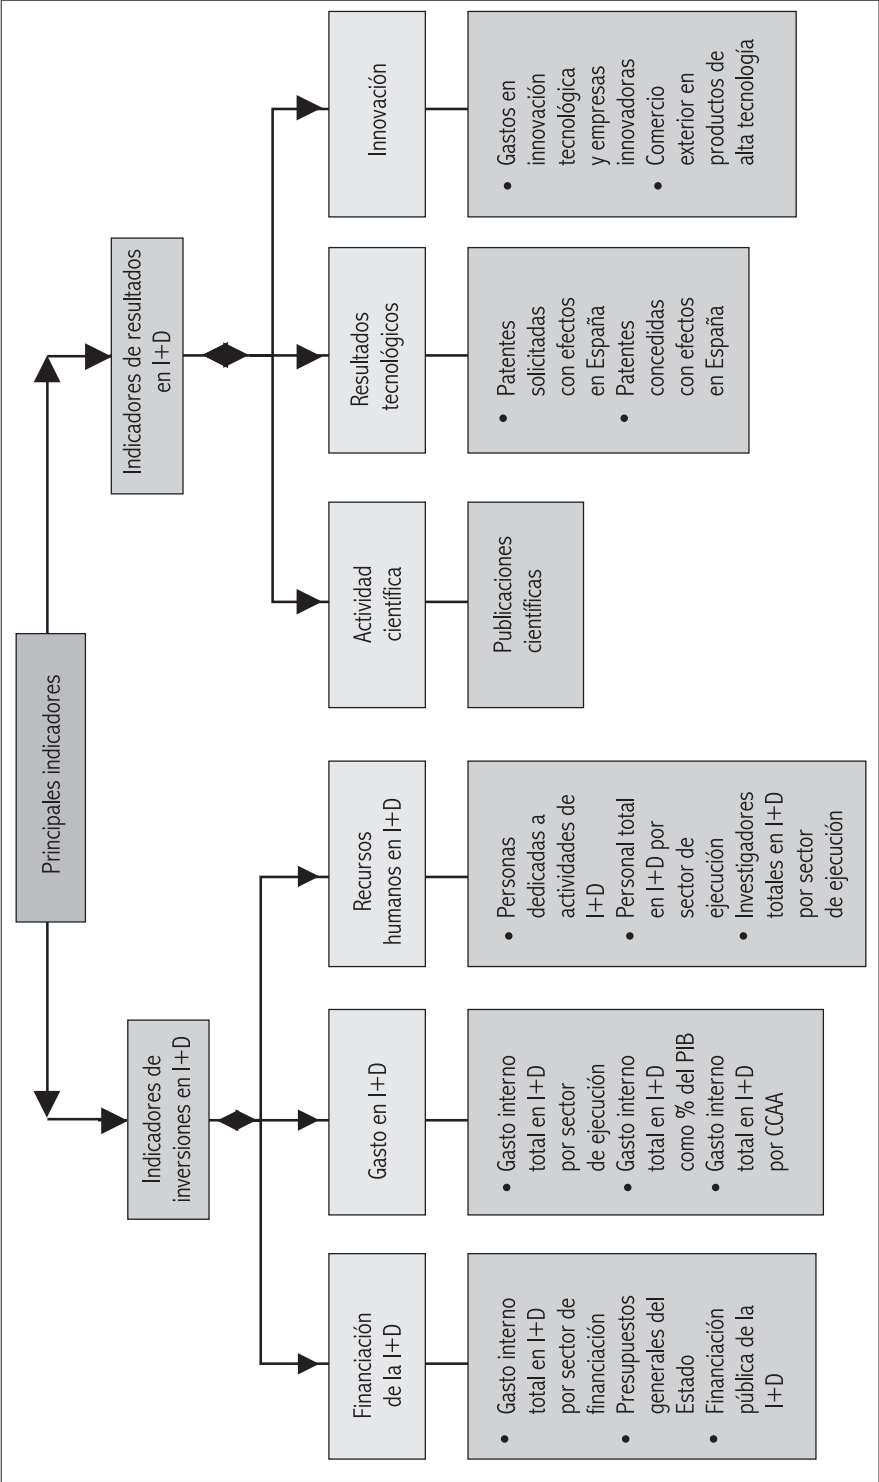 Principales indicadores
Indicadores de
inversiones en I+D
Indicadores de resultados
en I+D
Financiación
de la I+D
Gasto en I+D
Recursos
humanos en I+D
Actividad
científica
Resultados
tecnológicos
Innovación
• Gasto interno
total en I+D
por sector de
financiación
• Presupuestos
generales del
Estado
• Financiación
pública de la
I+D
• Gasto interno
total en I+D
por sector
de ejecución
• Gasto interno
total en I+D
como % del PIB
• Gasto interno
total en I+D
por CCAA
• Personas
dedicadas a
actividades de
I+D
• Personal total
en I+D por
sector de
ejecución
• Investigadores
totales en I+D
por sector
de ejecución
Publicaciones
científicas
• Patentes
solicitadas
con efectos
en España
• Patentes
concedidas
con efectos
en España
• Gastos en
innovación
tecnológica
y empresas
innovadoras
• Comercio
exterior en
productos de
alta tecnología